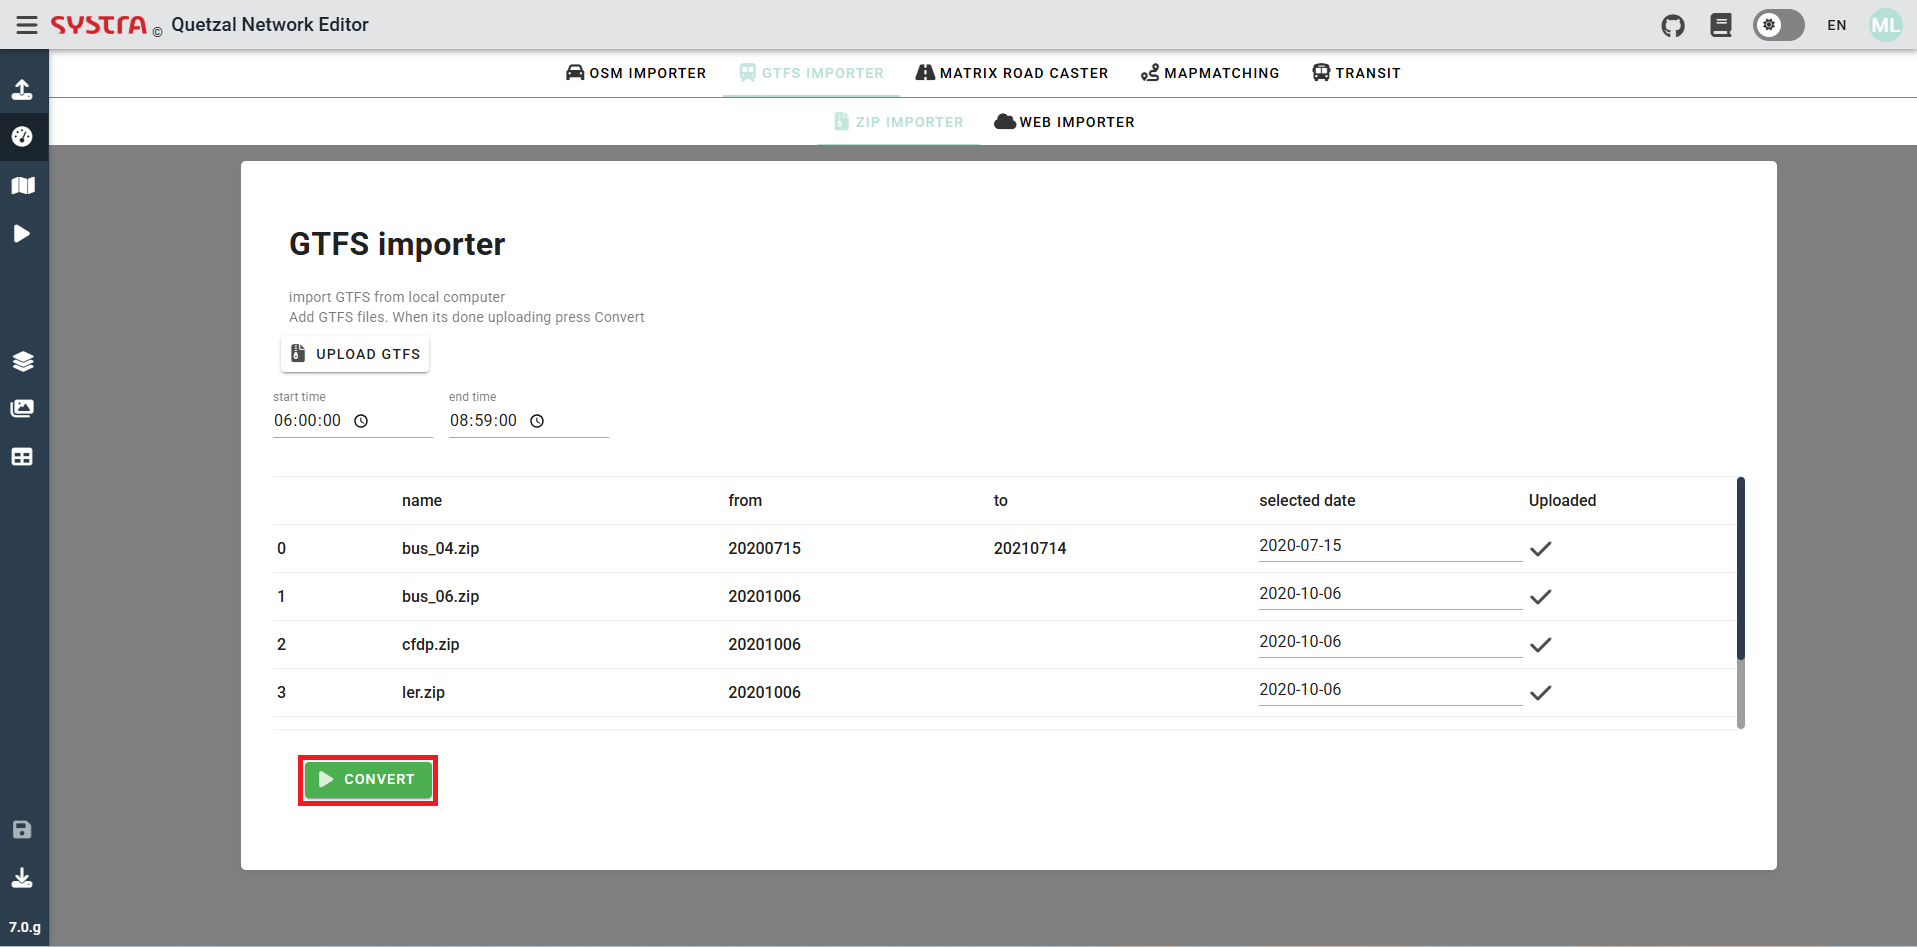 SYSTRA © Quetzal Network Editor EN ML
OSM IMPORTER GTFS IMPORTER MATRIX ROAD CASTER MAPMATCHING TRANSIT
ZIP IMPORTER WEB IMPORTER
GTFS importer
import GTFS from local computer
Add GTFS files. When its done uploading press Convert
UPLOAD GTFS
start time end time
06:00:00 08:59:00
name from to selected date Uploaded
0 bus_04.zip 20200715 20210714 2020-07-15
1 bus_06.zip 20201006 2020-10-06
2 cfdp.zip 20201006 2020-10-06
3 ler.zip 20201006 2020-10-06
CONVERT
7.0.g